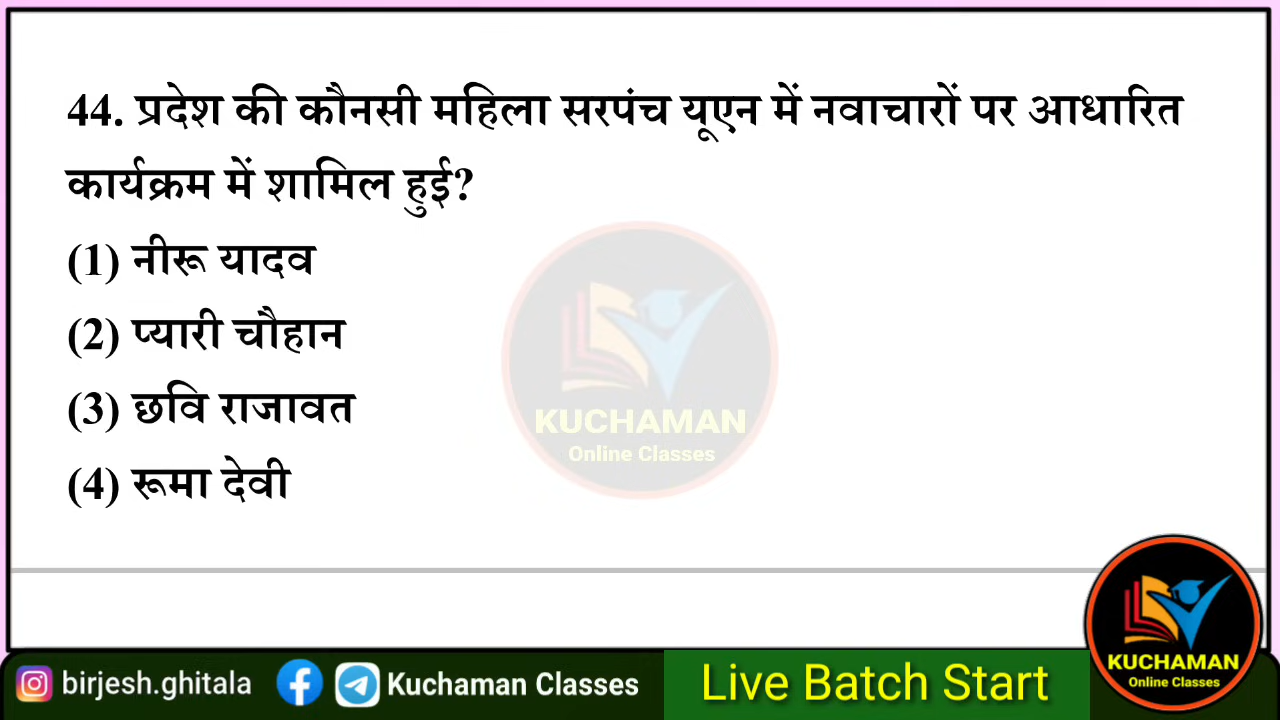 44. प्रदेश की कौनसी महिला सरपंच यूएन में नवाचारों पर आधारित
कार्यक्रम में शामिल हुई?
(1) नीरू यादव
(2) प्यारी चौहान
(3) छवि राजावत
(4) रूमा देवी
KUCHAMAN
Online Classes
KUCHAMAN
Online Classes
birjesh.ghitala
Kuchaman Classes
Live Batch Start